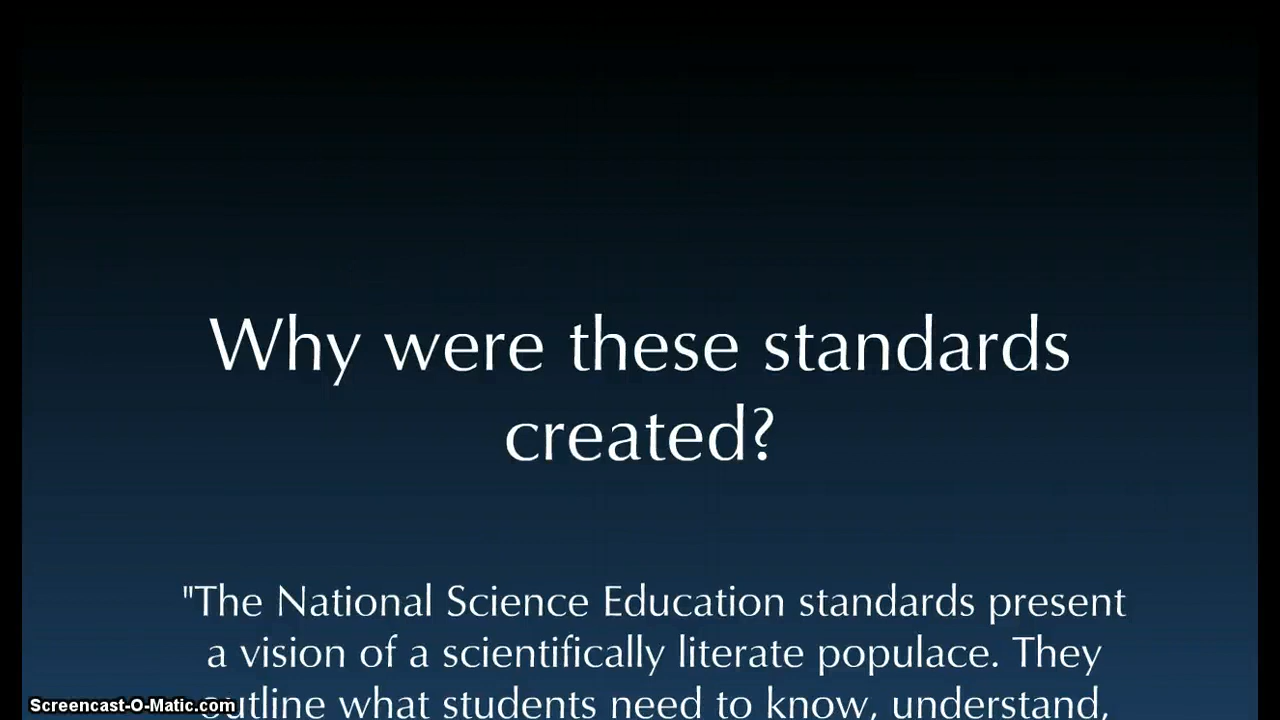 Why were these standards
created?
"The National Science Education standards present
a vision of a scientifically literate populace. They
outline what students need to know, understand,
Screencast-O-Matic.com